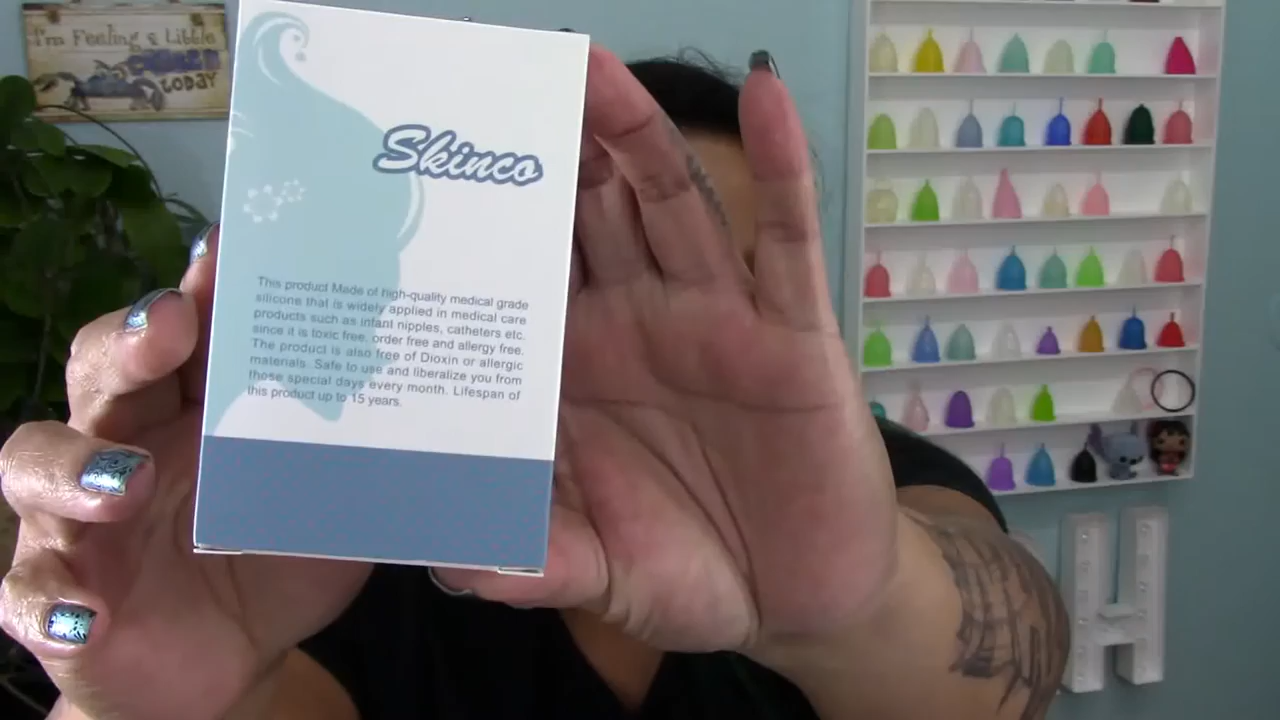 I'm Feeling a Little
today
Skinco
This product Made of high-quality medical grade
silicone that is widely applied in medical care
products such as infant nipples, catheters etc.
since it is toxic free, order free and allergy free.
The product is also free of Dioxin or allergic
materials. Safe to use and liberalize you from
those special days every month. Lifespan of
this product up to 15 years.
H